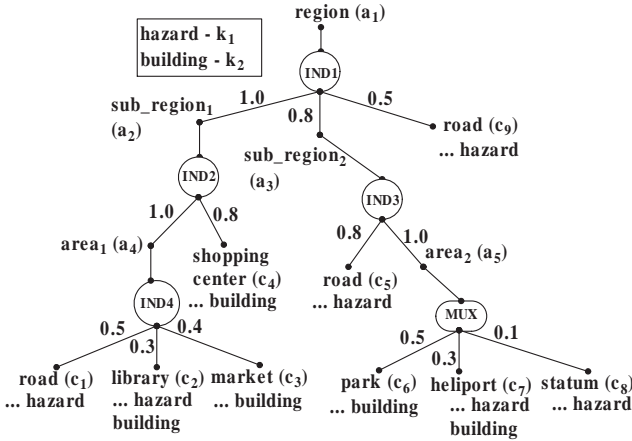 region (a1)
hazard - k1
building - k2
IND1
1.0
0.8
0.5
sub_region1
(a2)
road (c9)
... hazard
sub_region2
(a3)
IND2
IND3
1.0
0.8
0.8
1.0
area1 (a4)
shopping
center (c4)
... building
road (c5)
... hazard
area2 (a5)
IND4
MUX
0.5
0.3
0.4
0.5
0.3
0.1
road (c1)
... hazard
library (c2)
... hazard
building
market (c3)
... building
park (c6)
... building
heliport (c7)
... hazard
building
statum (c8)
... hazard